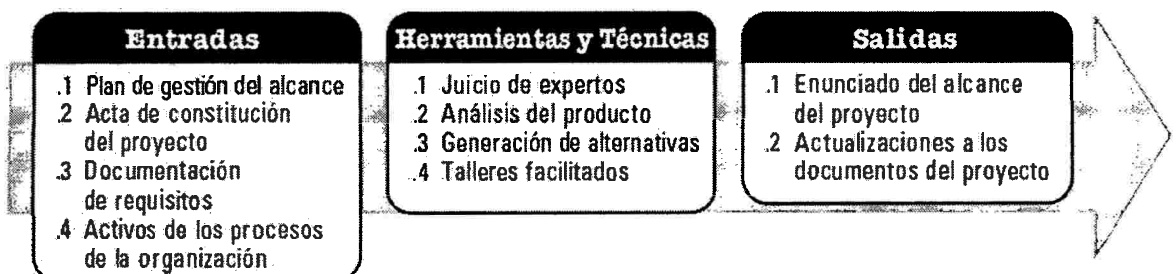 Entradas
.1 Plan de gestión del alcance
.2 Acta de constitución
del proyecto
.3 Documentación
de requisitos
.4 Activos de los procesos
de la organización
Herramientas y Técnicas
.1 Juicio de expertos
.2 Análisis del producto
.3 Generación de alternativas
.4 Talleres facilitados
Salidas
.1 Enunciado del alcance
del proyecto
.2 Actualizaciones a los
documentos del proyecto